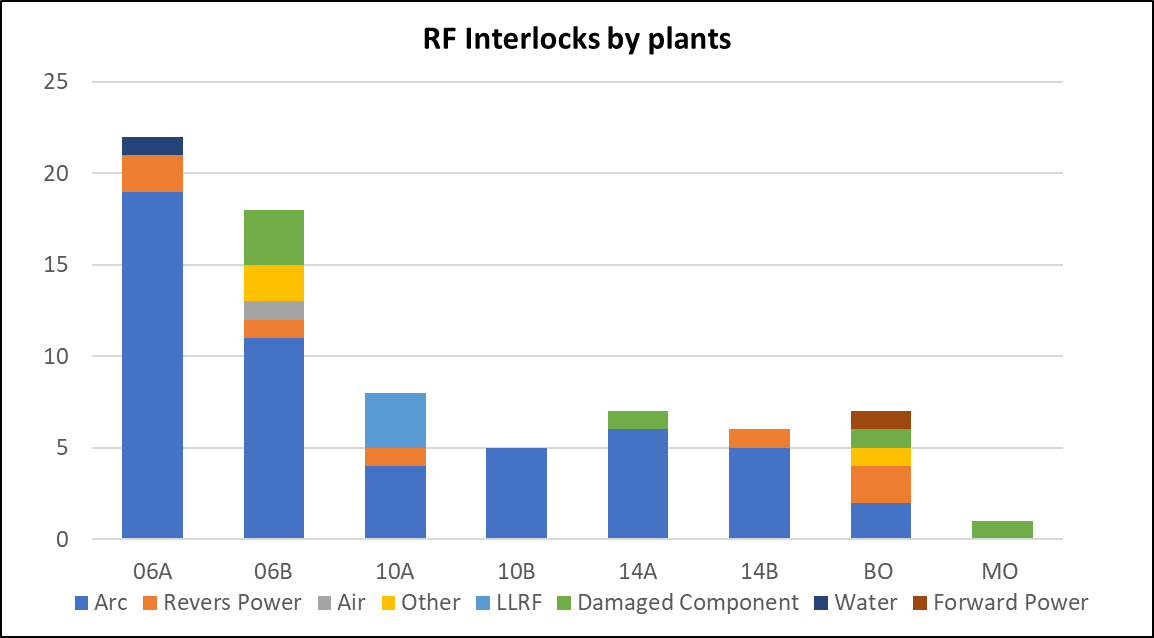 RF Interlocks by plants
25
20
15
10
5
0
06A 06B 10A 10B 14A 14B BO MO
Arc Revers Power Air Other LLRF Damaged Component Water Forward Power